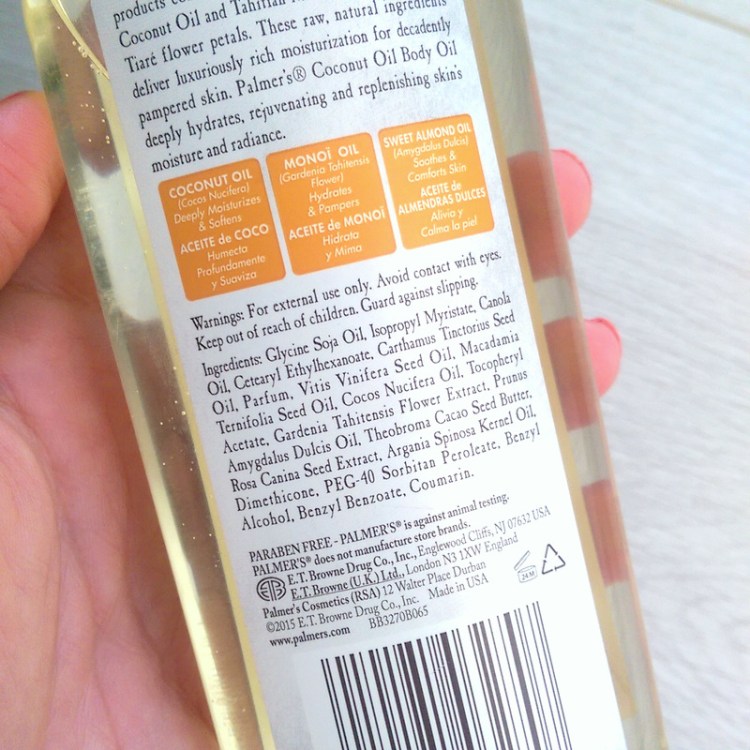 products
Coconut Oil and Tahitian
Tiaré flower petals. These raw, natural ingredients
deliver luxuriously rich moisturization for decadently
pampered skin. Palmer's® Coconut Oil Body Oil
deeply hydrates, rejuvenating and replenishing skin's
moisture and radiance.
COCONUT OIL
(Cocos Nucifera)
Deeply Moisturizes
& Softens
ACEITE de COCO
Humecta
Profundamente
y Suaviza
MONOÏ OIL
(Gardenia Tahitensis
Flower)
Hydrates
& Pampers
ACEITE de MONOÏ
Hidrata
y Mima
SWEET ALMOND OIL
(Amygdalus Dulcis)
Soothes &
Comforts Skin
ACEITE de
ALMENDRAS DULCES
Alivia y
Calma la piel
Warnings: For external use only. Avoid contact with eyes.
Keep out of reach of children. Guard against slipping.
Ingredients: Glycine Soja Oil, Isopropyl Myristate, Canola
Oil, Cetearyl Ethylhexanoate, Carthamus Tinctorius Seed
Oil, Parfum, Vitis Vinifera Seed Oil, Macadamia
Ternifolia Seed Oil, Cocos Nucifera Oil, Tocopheryl
Acetate, Gardenia Tahitensis Flower Extract, Prunus
Amygdalus Dulcis Oil, Theobroma Cacao Seed Butter,
Rosa Canina Seed Extract, Argania Spinosa Kernel Oil,
Dimethicone, PEG-40 Sorbitan Peroleate, Benzyl
Alcohol, Benzyl Benzoate, Coumarin.
PARABEN FREE - PALMER'S® is against animal testing.
PALMER'S® does not manufacture store brands.
ETB
E.T. Browne Drug Co., Inc., Englewood Cliffs, NJ 07632 USA
E.T. Browne (U.K.) Ltd., London N3 1XW England
Palmer's Cosmetics (RSA) 12 Walter Place Durban
©2015 E.T. Browne Drug Co., Inc. Made in USA
www.palmers.com BB3270B065
24 M